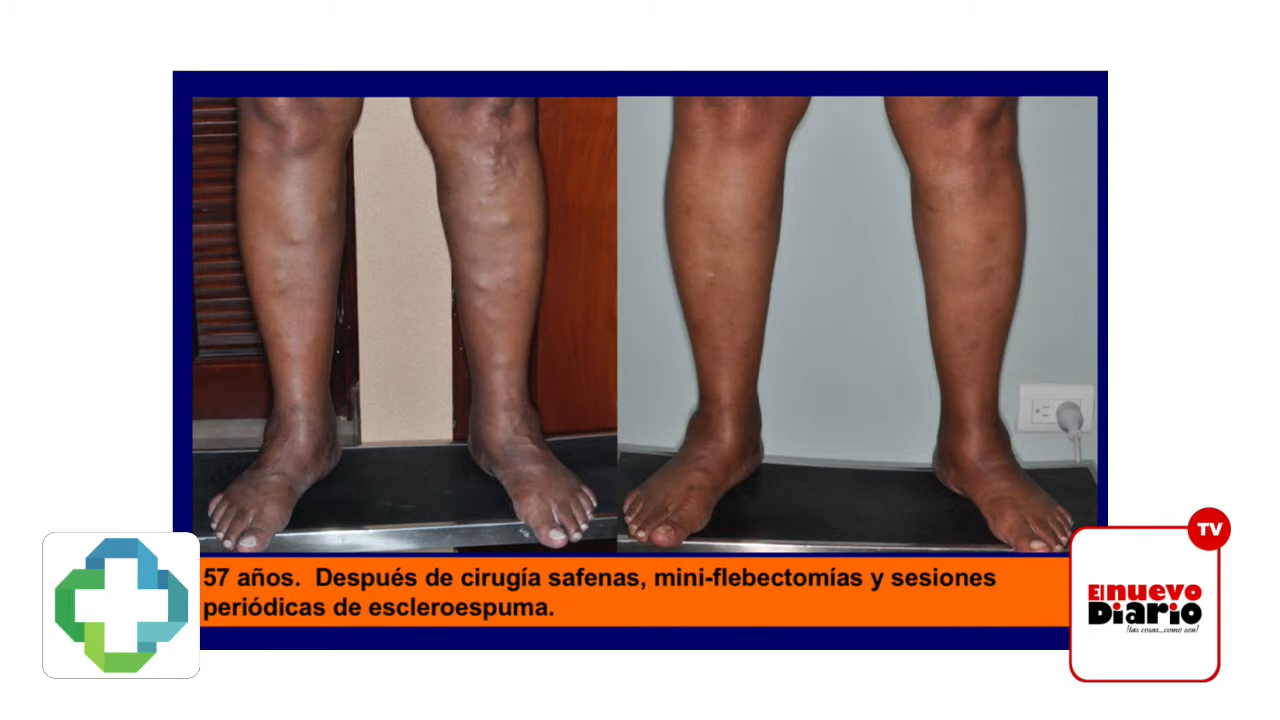 57 años. Después de cirugía safenas, mini-flebectomías y sesiones
periódicas de escleroespuma.
TV
El nuevo
Diario
!las cosas...como son!